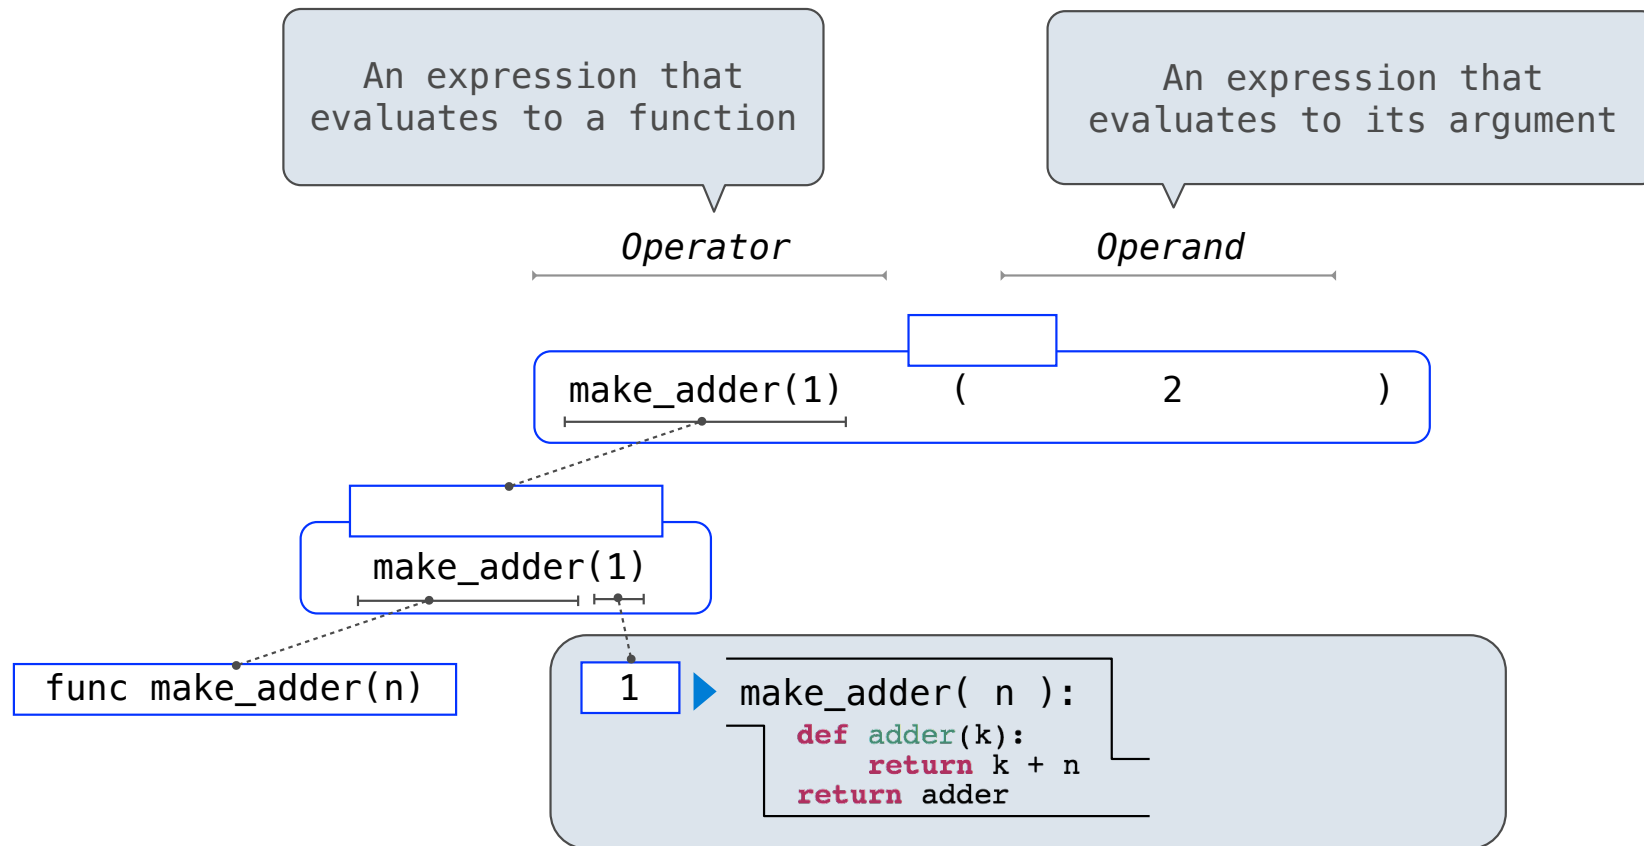 An expression that
evaluates to a function
An expression that
evaluates to its argument
Operator
Operand
make_adder(1) ( 2 )
make_adder(1)
func make_adder(n)
1
make_adder( n ):
def adder(k):
return k + n
return adder